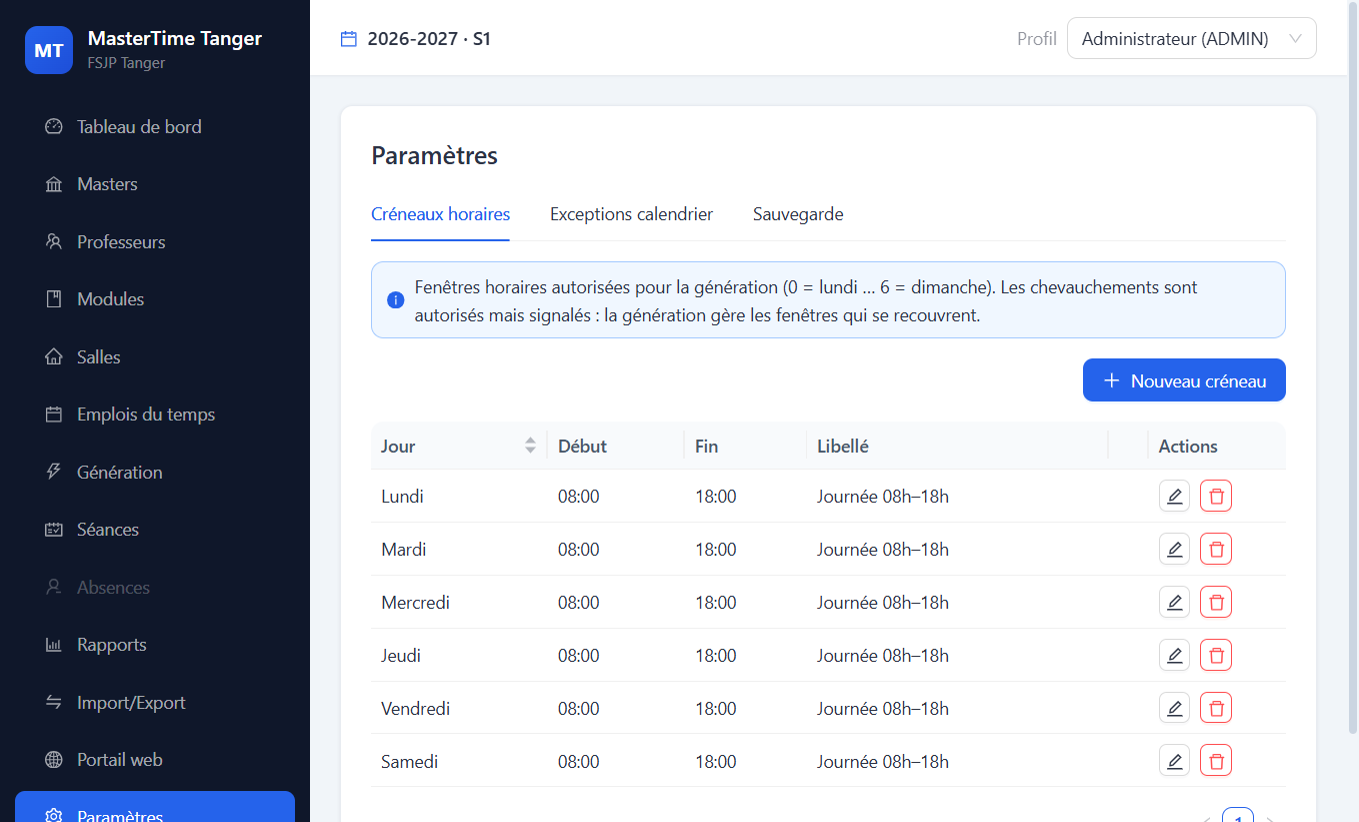 MT
MasterTime Tanger
FSJP Tanger
Tableau de bord
Masters
Professeurs
Modules
Salles
Emplois du temps
Génération
Séances
Absences
Rapports
Import/Export
Portail web
Paramètres
2026-2027 · S1
Profil
Administrateur (ADMIN)
Paramètres
Créneaux horaires Exceptions calendrier Sauvegarde
Fenêtres horaires autorisées pour la génération (0 = lundi … 6 = dimanche). Les chevauchements sont
autorisés mais signalés : la génération gère les fenêtres qui se recouvrent.
Nouveau créneau
Jour Début Fin Libellé Actions
Lundi 08:00 18:00 Journée 08h–18h
Mardi 08:00 18:00 Journée 08h–18h
Mercredi 08:00 18:00 Journée 08h–18h
Jeudi 08:00 18:00 Journée 08h–18h
Vendredi 08:00 18:00 Journée 08h–18h
Samedi 08:00 18:00 Journée 08h–18h
1